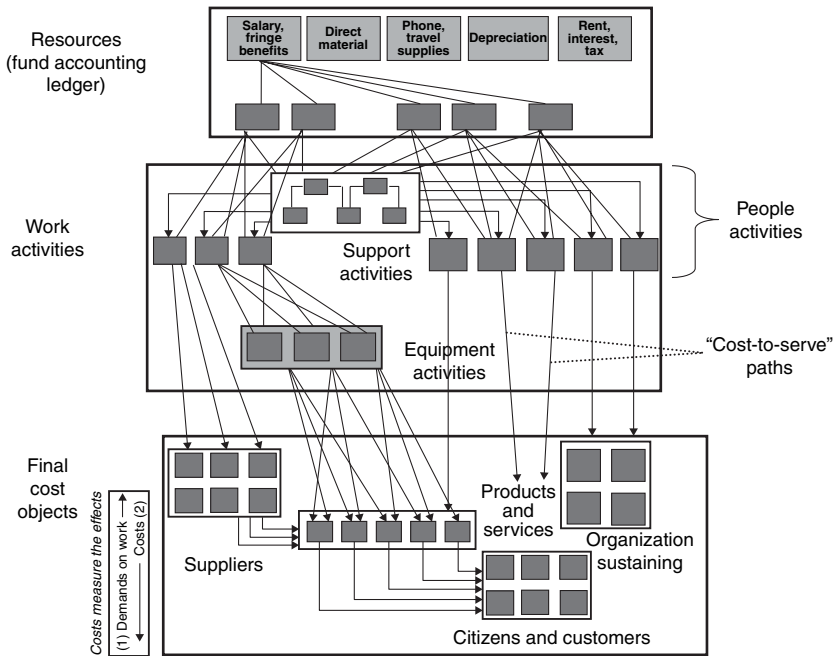 Resources
(fund accounting
ledger)
Salary,
fringe
benefits
Direct
material
Phone,
travel
supplies
Depreciation
Rent,
interest,
tax
Work
activities
Support
activities
People
activities
Equipment
activities
“Cost-to-serve”
paths
Final
cost
objects
Costs measure the effects
(1) Demands on work
Costs (2)
Suppliers
Products
and
services
Organization
sustaining
Citizens and customers